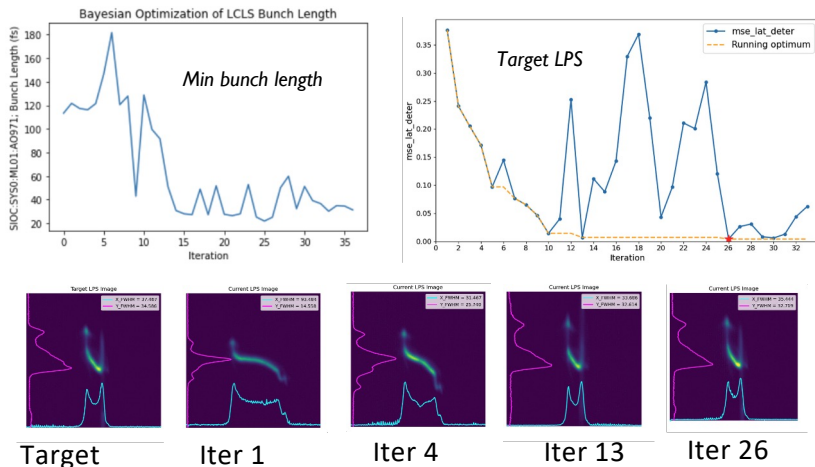 Bayesian Optimization of LCLS Bunch Length
SIOC:SYS0:ML01:AO971; Bunch Length (fs)
180
160
140
120
100
80
60
40
20
0 5 10 15 20 25 30 35
Iteration
Min bunch length
mse_lat_deter
Running optimum
Target LPS
mse_lat_deter
0.35
0.30
0.25
0.20
0.15
0.10
0.05
0.00
0 2 4 6 8 10 12 14 16 18 20 22 24 26 28 30 32
Iteration
Target LPS Image
Current LPS Image
Current LPS Image
Current LPS Image
Current LPS Image
Target
Iter 1
Iter 4
Iter 13
Iter 26